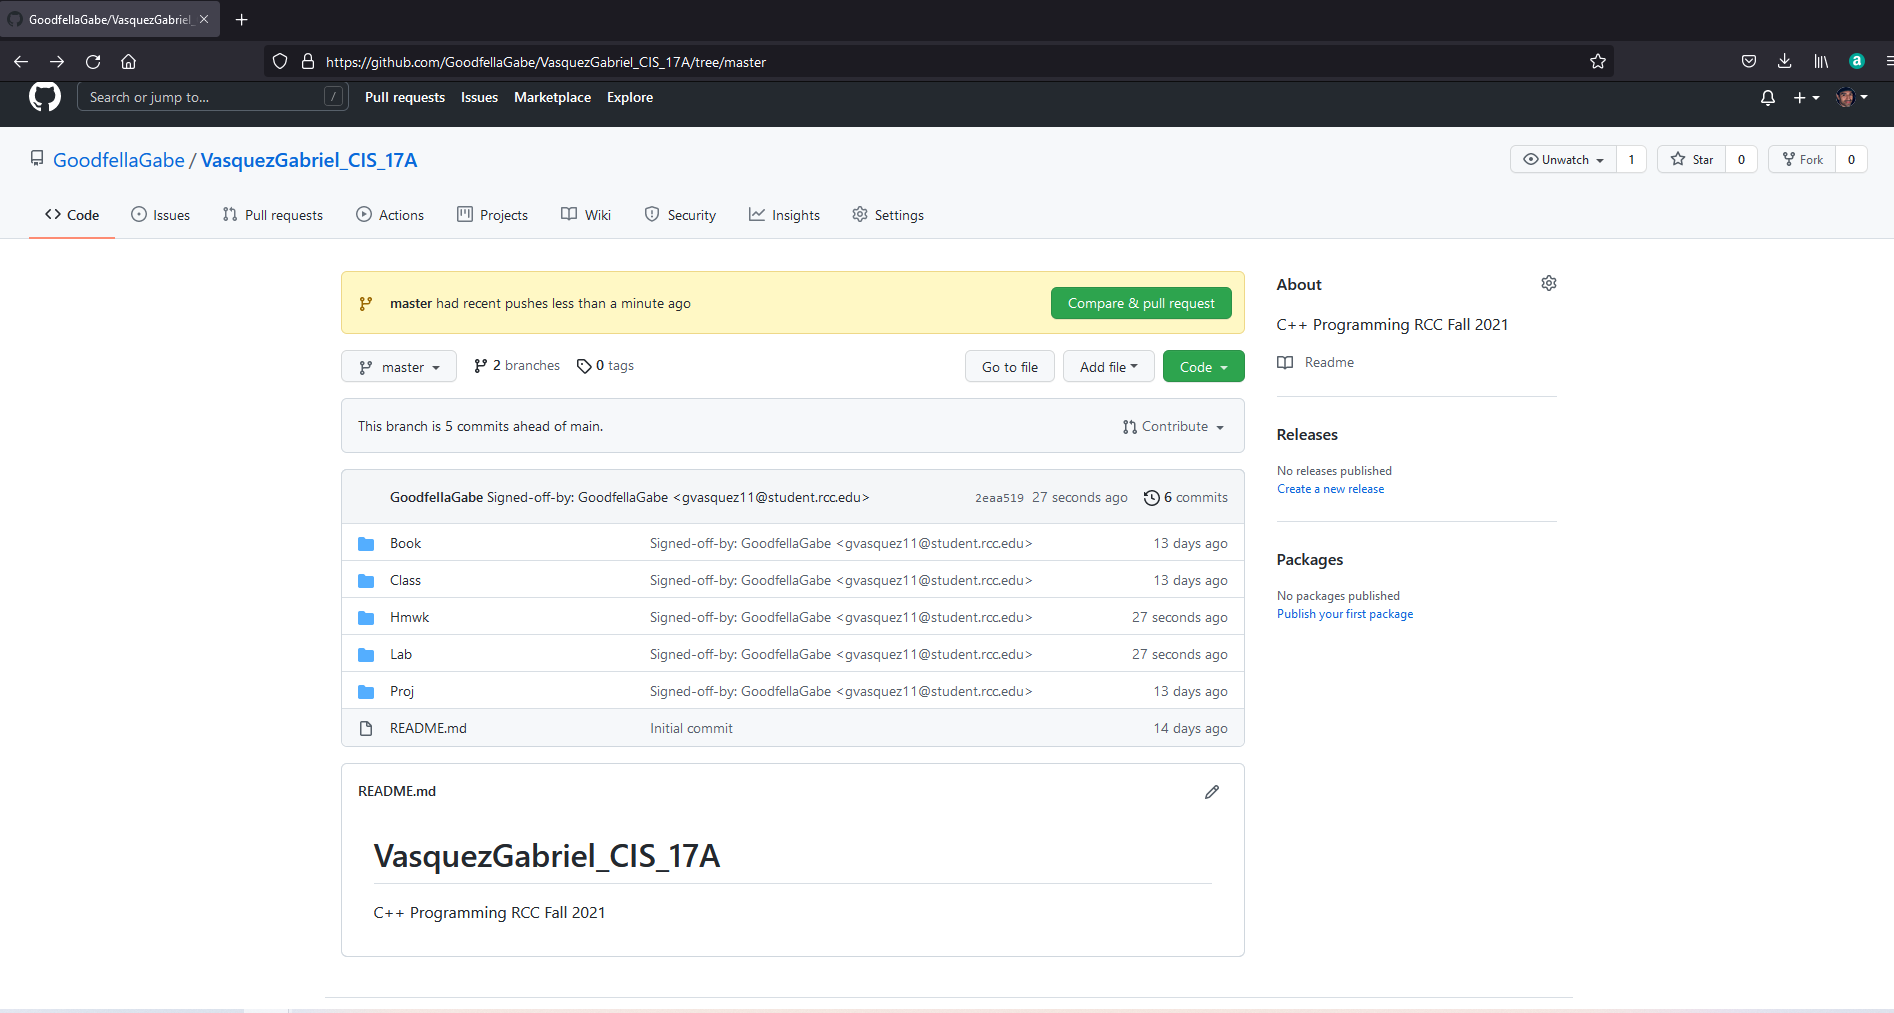 GoodfellaGabe/VasquezGabriel_
https://github.com/GoodfellaGabe/VasquezGabriel_CIS_17A/tree/master
a
Search or jump to... / Pull requests Issues Marketplace Explore
GoodfellaGabe / VasquezGabriel_CIS_17A
Unwatch 1 Star 0 Fork 0
Code Issues Pull requests Actions Projects Wiki Security Insights Settings
master had recent pushes less than a minute ago
Compare & pull request
master 2 branches 0 tags
Go to file Add file Code
This branch is 5 commits ahead of main.
Contribute
GoodfellaGabe Signed-off-by: GoodfellaGabe <gvasquez11@student.rcc.edu> 2eaa519 27 seconds ago 6 commits
Book Signed-off-by: GoodfellaGabe <gvasquez11@student.rcc.edu> 13 days ago
Class Signed-off-by: GoodfellaGabe <gvasquez11@student.rcc.edu> 13 days ago
Hmwk Signed-off-by: GoodfellaGabe <gvasquez11@student.rcc.edu> 27 seconds ago
Lab Signed-off-by: GoodfellaGabe <gvasquez11@student.rcc.edu> 27 seconds ago
Proj Signed-off-by: GoodfellaGabe <gvasquez11@student.rcc.edu> 13 days ago
README.md Initial commit 14 days ago
README.md
VasquezGabriel_CIS_17A
C++ Programming RCC Fall 2021
About
C++ Programming RCC Fall 2021
Readme
Releases
No releases published
Create a new release
Packages
No packages published
Publish your first package